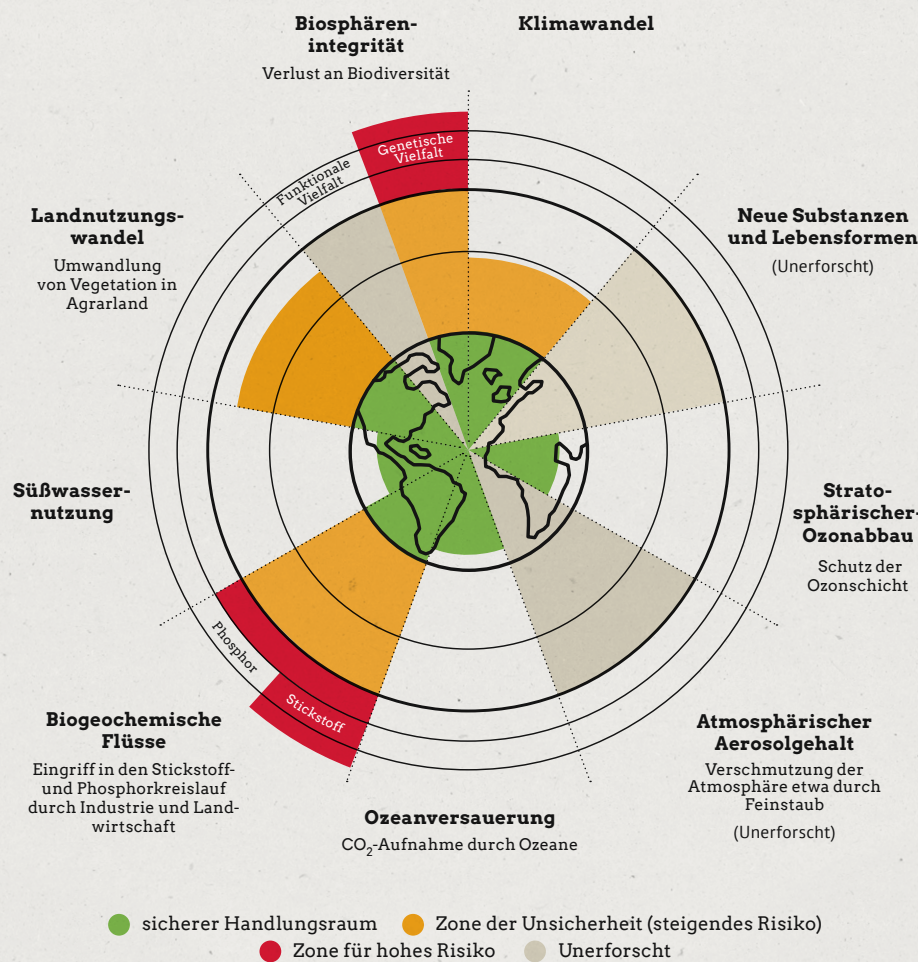 Biosphären-
integrität
Verlust an Biodiversität
Klimawandel
Genetische
Vielfalt
Funktionale
Vielfalt
Landnutzungs-
wandel
Umwandlung
von Vegetation in
Agrarland
Neue Substanzen
und Lebensformen
(Unerforscht)
Süßwasser-
nutzung
Strato-
sphärischer-
Ozonabbau
Schutz der
Ozonschicht
Phosphor
Stickstoff
Biogeochemische
Flüsse
Eingriff in den Stickstoff-
und Phosphorkreislauf
durch Industrie und Land-
wirtschaft
Atmosphärischer
Aerosolgehalt
Verschmutzung der
Atmosphäre etwa durch
Feinstaub
(Unerforscht)
Ozeanversauerung
CO₂-Aufnahme durch Ozeane
sicherer Handlungsraum Zone der Unsicherheit (steigendes Risiko)
Zone für hohes Risiko Unerforscht